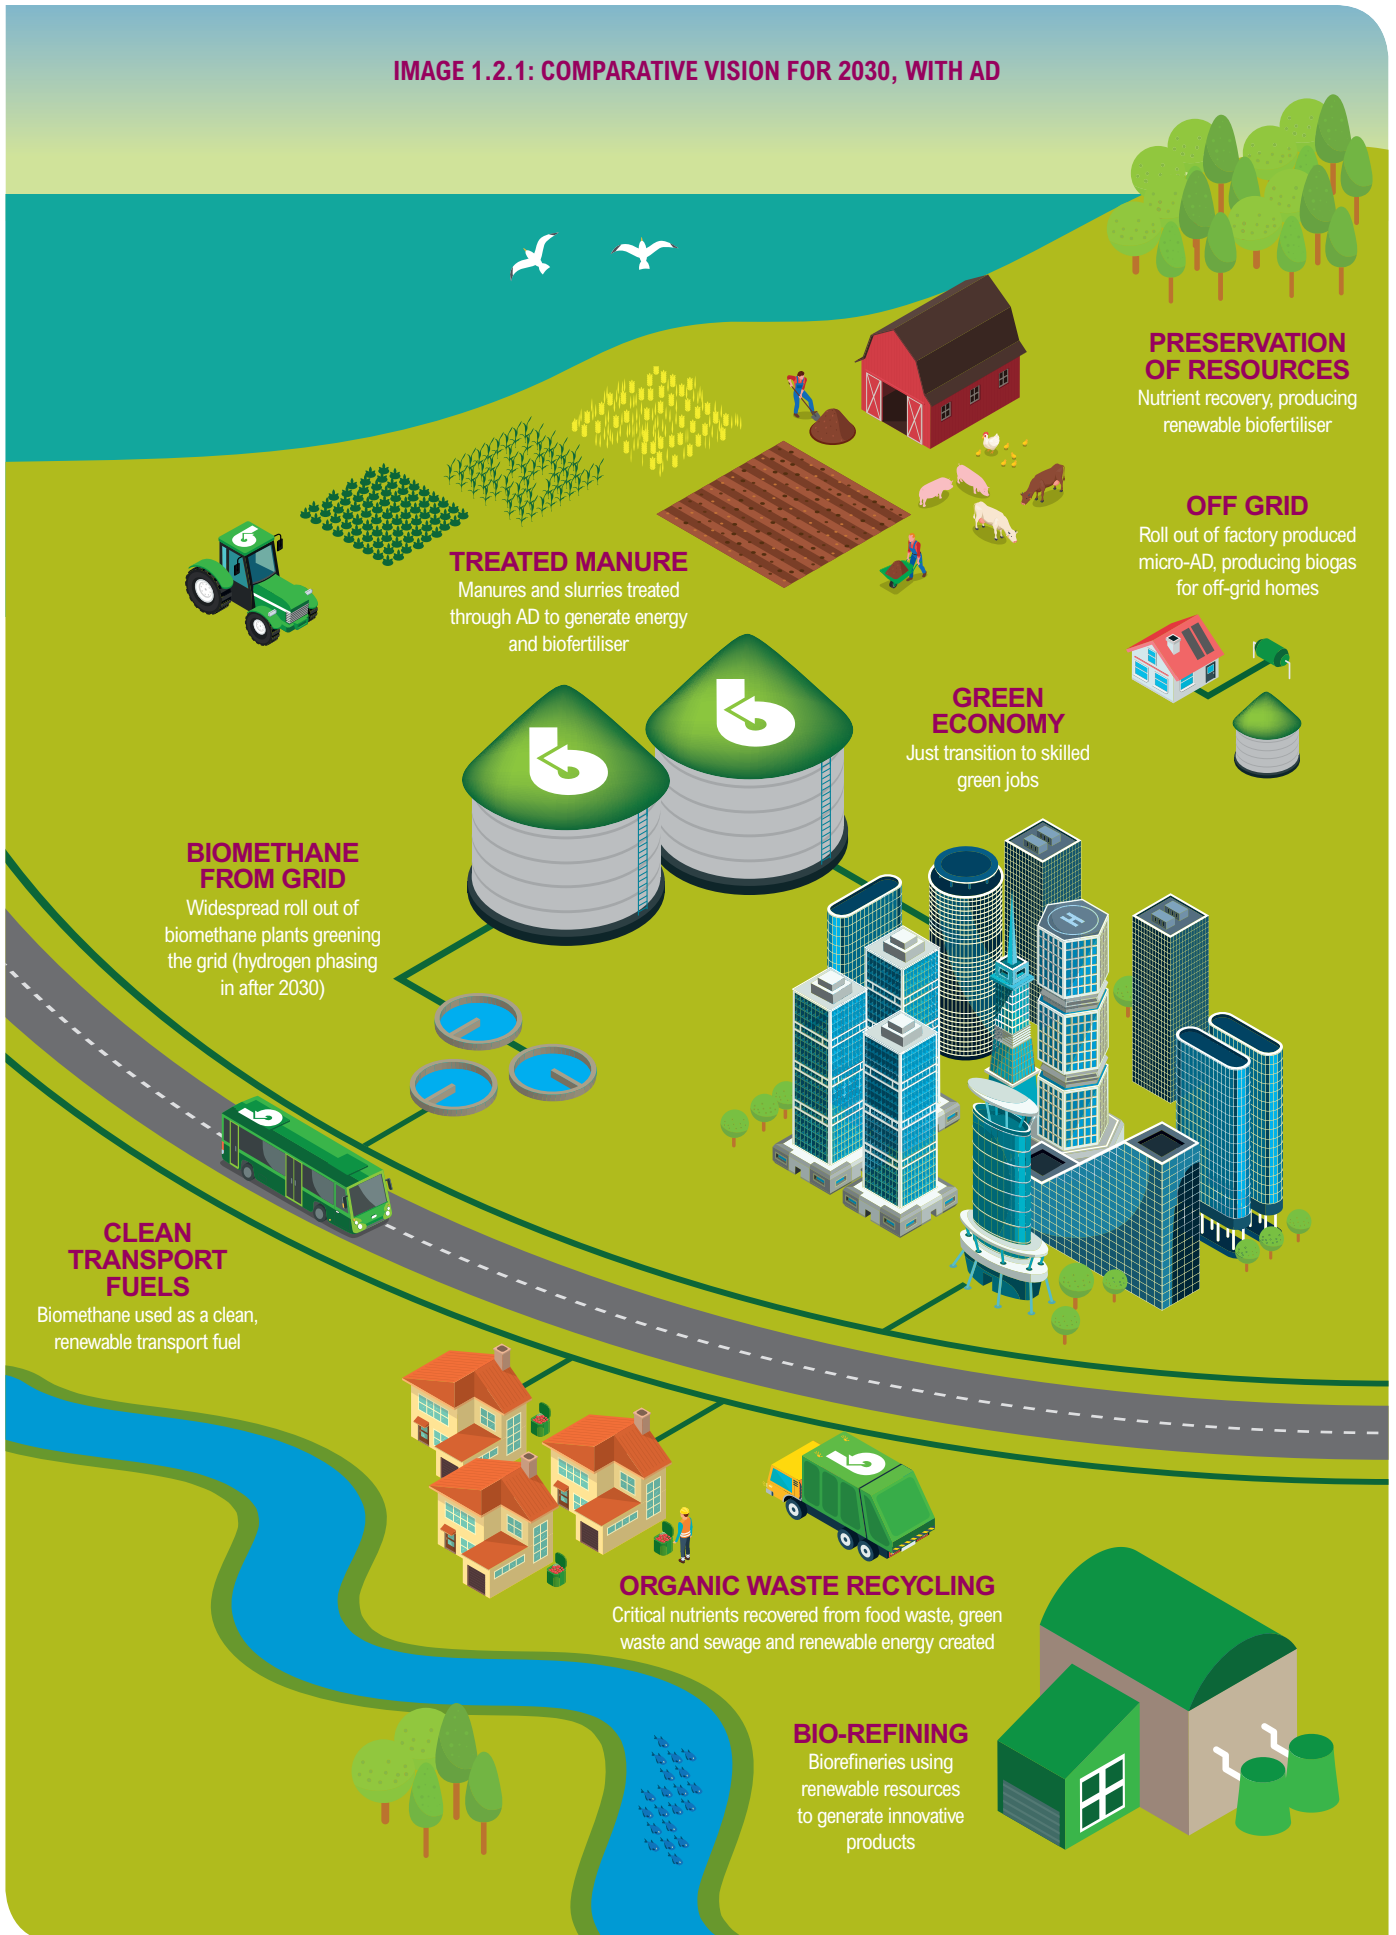 IMAGE 1.2.1: COMPARATIVE VISION FOR 2030, WITH AD
PRESERVATION
OF RESOURCES
Nutrient recovery, producing
renewable biofertiliser
OFF GRID
Roll out of factory produced
micro-AD, producing biogas
for off-grid homes
TREATED MANURE
Manures and slurries treated
through AD to generate energy
and biofertiliser
GREEN
ECONOMY
Just transition to skilled
green jobs
BIOMETHANE
FROM GRID
Widespread roll out of
biomethane plants greening
the grid (hydrogen phasing
in after 2030)
H
CLEAN
TRANSPORT
FUELS
Biomethane used as a clean,
renewable transport fuel
ORGANIC WASTE RECYCLING
Critical nutrients recovered from food waste, green
waste and sewage and renewable energy created
BIO-REFINING
Biorefineries using
renewable resources
to generate innovative
products